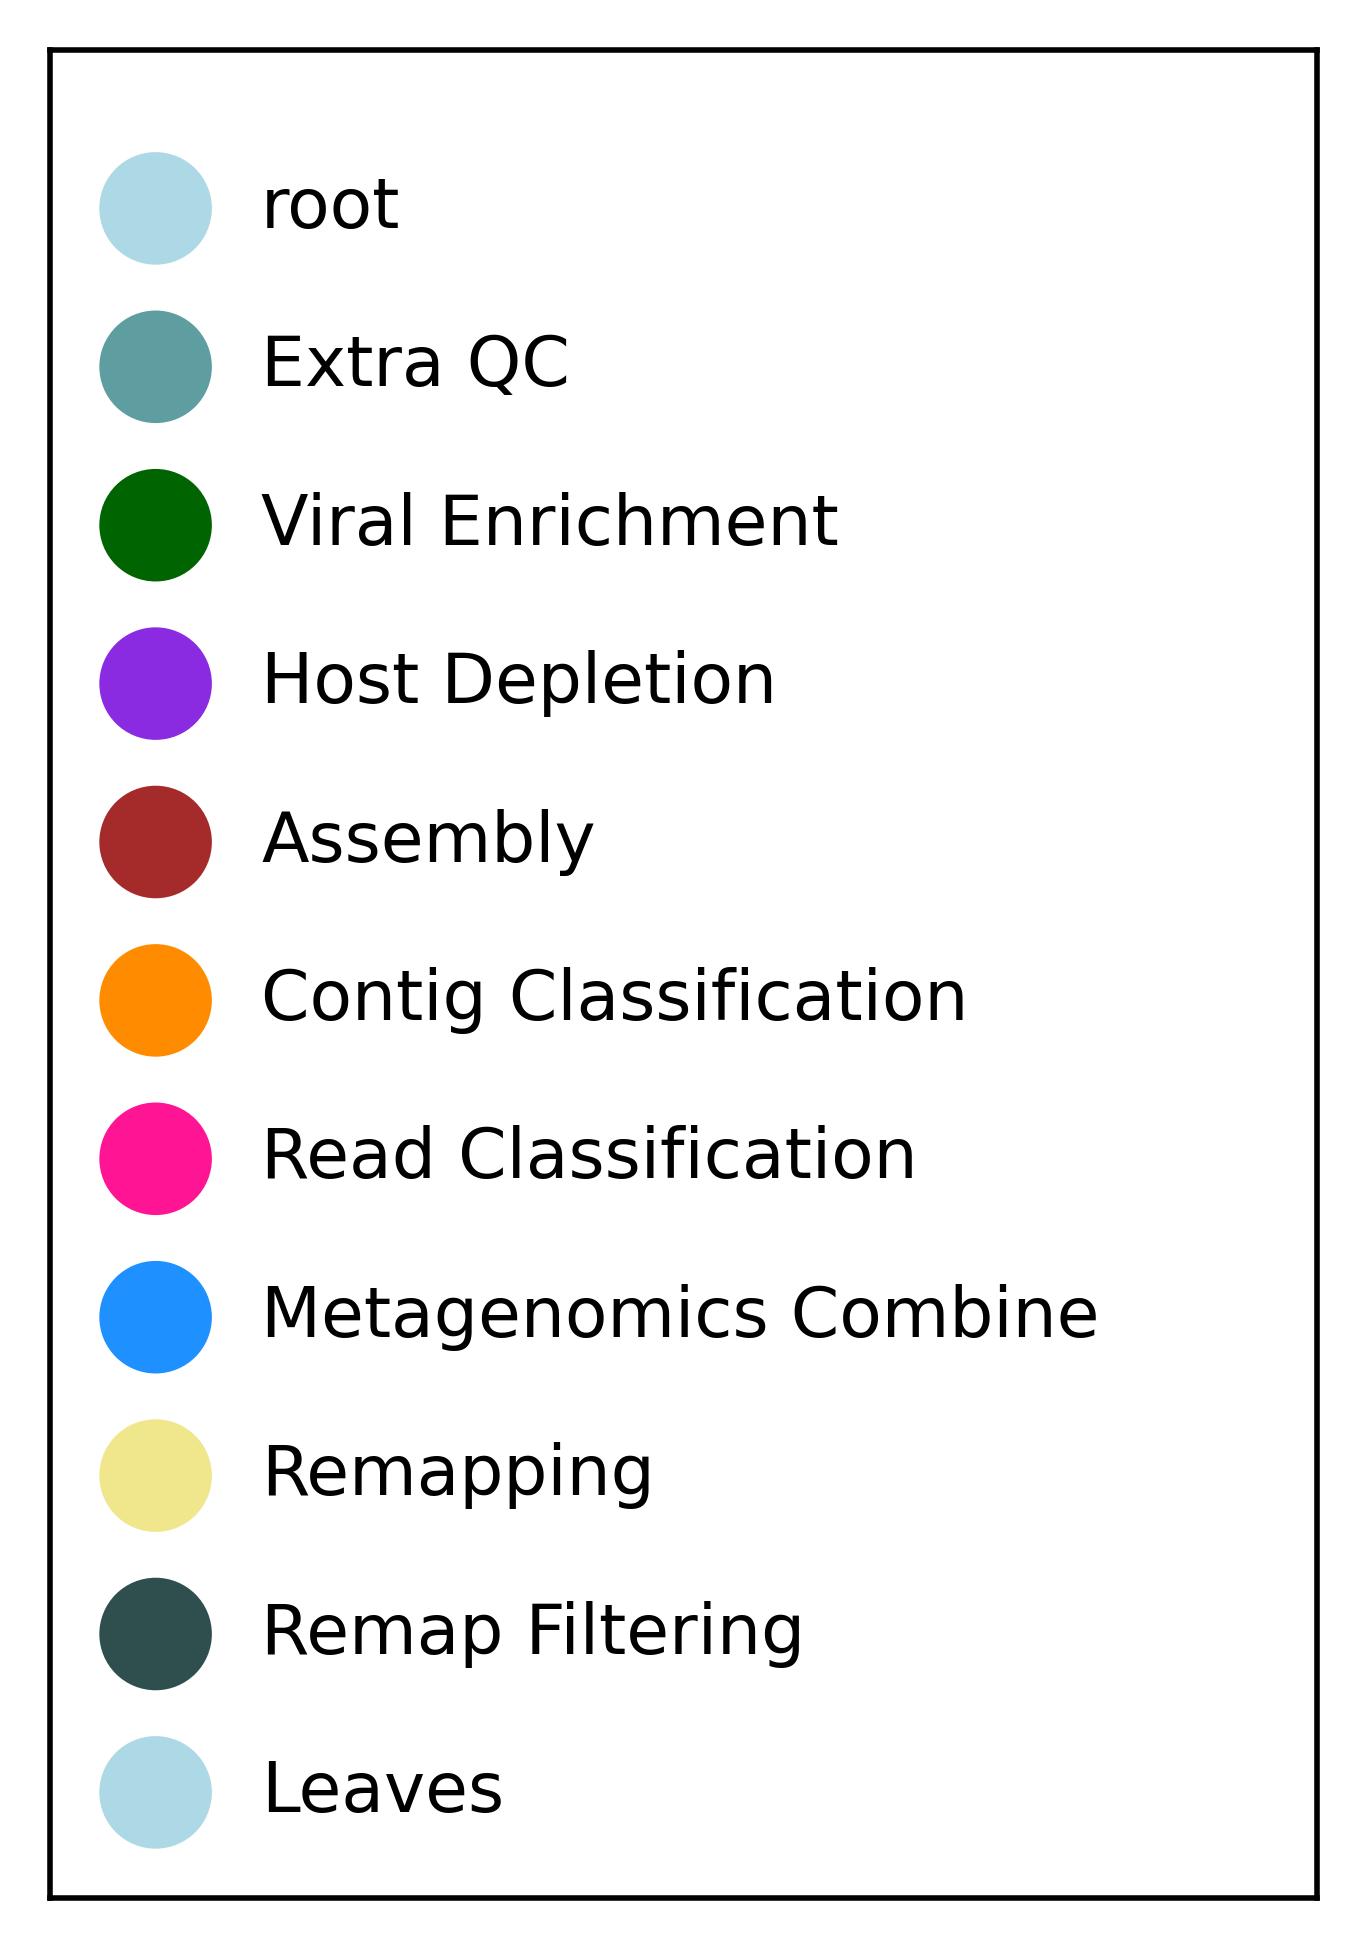 root
Extra QC
Viral Enrichment
Host Depletion
Assembly
Contig Classification
Read Classification
Metagenomics Combine
Remapping
Remap Filtering
Leaves